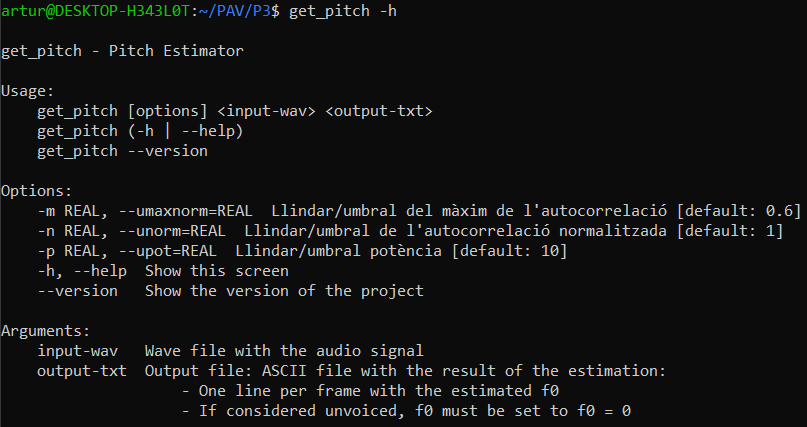 artur@DESKTOP-H343L0T:~/PAV/P3$ get_pitch -h
get_pitch - Pitch Estimator
Usage:
get_pitch [options] <input-wav> <output-txt>
get_pitch (-h | --help)
get_pitch --version
Options:
-m REAL, --umaxnorm=REAL  Llindar/umbral del màxim de l'autocorrelació [default: 0.6]
-n REAL, --unorm=REAL  Llindar/umbral de l'autocorrelació normalitzada [default: 1]
-p REAL, --upot=REAL  Llindar/umbral potència [default: 10]
-h, --help  Show this screen
--version   Show the version of the project
Arguments:
input-wav   Wave file with the audio signal
output-txt  Output file: ASCII file with the result of the estimation:
- One line per frame with the estimated f0
- If considered unvoiced, f0 must be set to f0 = 0